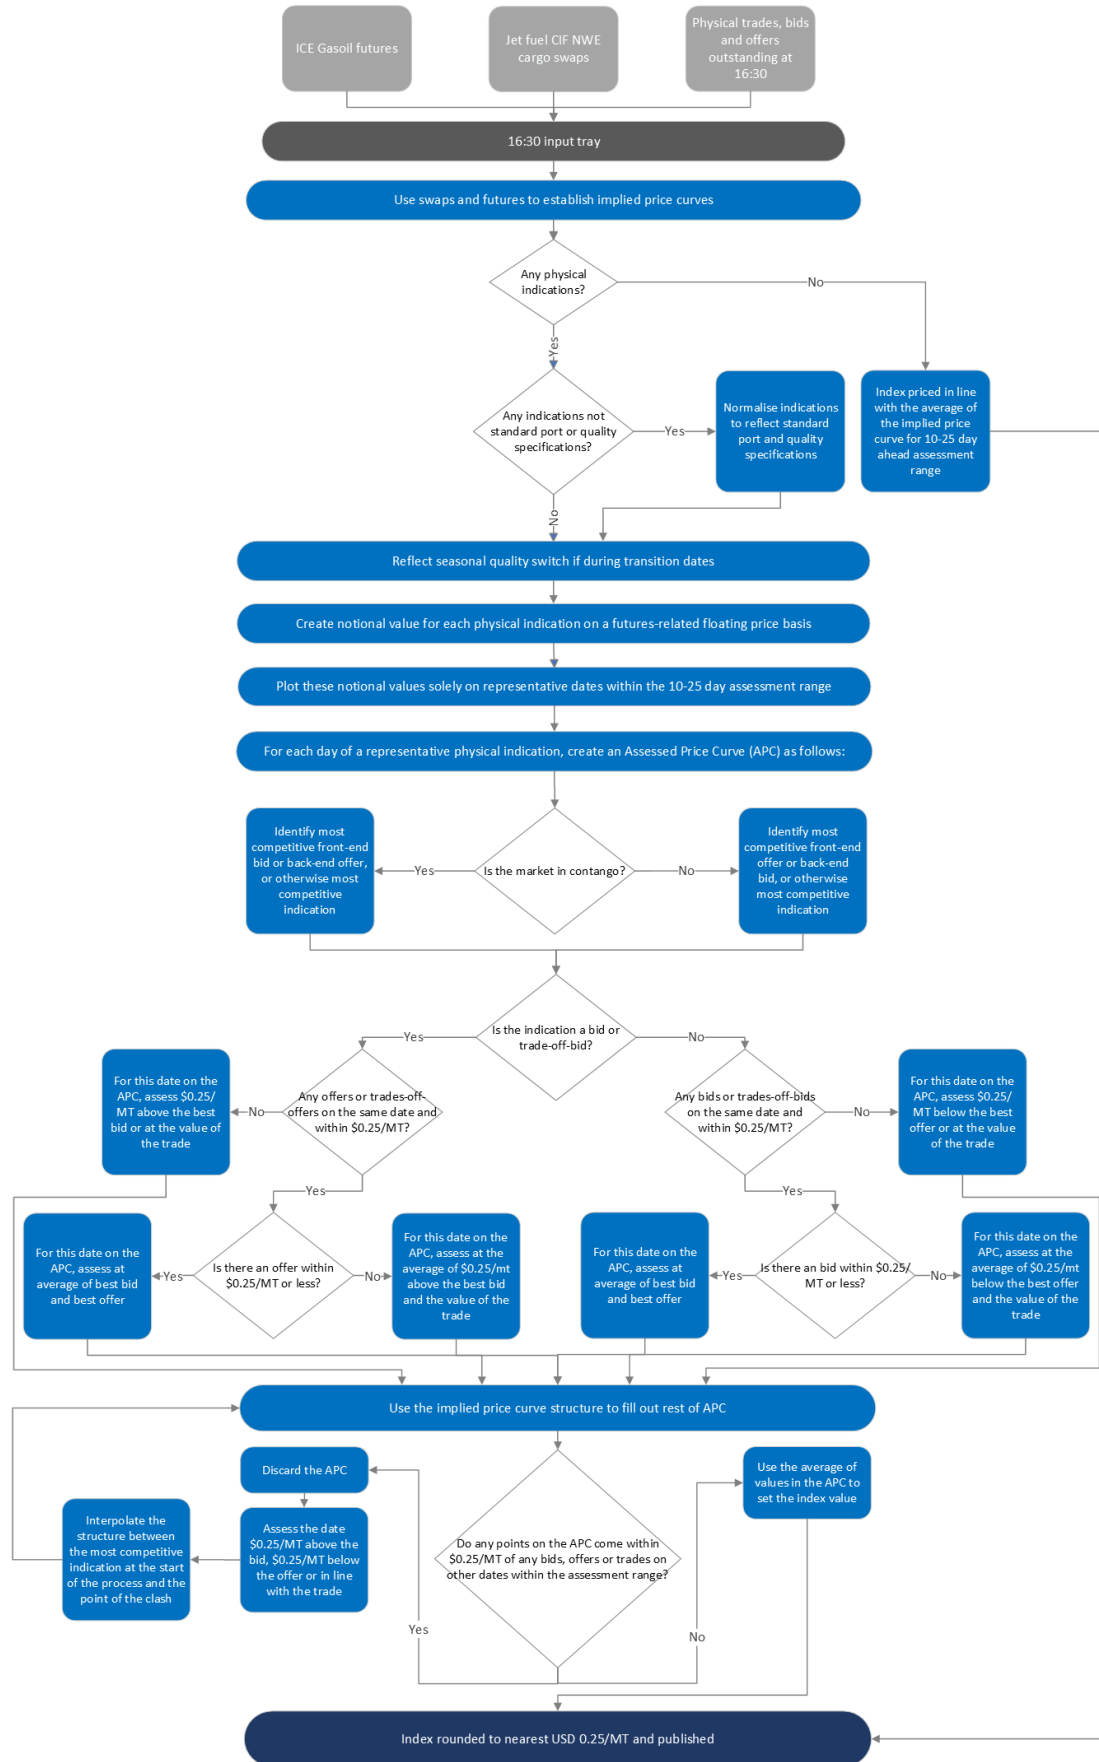 ICE Gasoil futures
Jet fuel CIF NWE
cargo swaps
Physical trades, bids
and offers
outstanding at
16:30
16:30 input tray
Use swaps and futures to establish implied price curves
Any physical
indications?
No
Yes
Any indications not
standard port or quality
specifications?
Yes
Normalise indications
to reflect standard
port and quality
specifications
Index priced in line
with the average of
the implied price
curve for 10-25 day
ahead assessment
range
No
Reflect seasonal quality switch if during transition dates
Create notional value for each physical indication on a futures-related floating price basis
Plot these notional values solely on representative dates within the 10-25 day assessment range
For each day of a representative physical indication, create an Assessed Price Curve (APC) as follows:
Identify most
competitive front-end
bid or back-end offer,
or otherwise most
competitive
indication
Yes
Is the market in contango?
No
Identify most
competitive front-end
offer or back-end
bid, or otherwise
most competitive
indication
Is the indication a bid or
trade-off-bid?
Yes
No
For this date on the
APC, assess $0.25/
MT above the best
bid or at the value of
the trade
No
Any offers or trades-off-
offers on the same date and
within $0.25/MT?
Any bids or trades-off-bids
on the same date and
within $0.25/MT?
No
For this date on the
APC, assess $0.25/
MT below the best
offer or at the value
of the trade
Yes
Yes
For this date on the
APC, assess at
average of best bid
and best offer
Yes
Is there an offer within
$0.25/MT or less?
No
For this date on the
APC, assess at the
average of $0.25/mt
above the best bid
and the value of the
trade
For this date on the
APC, assess at
average of best bid
and best offer
Yes
Is there an bid within $0.25/
MT or less?
No
For this date on the
APC, assess at the
average of $0.25/mt
below the best offer
and the value of the
trade
Use the implied price curve structure to fill out rest of APC
Discard the APC
Use the average of
values in the APC to
set the index value
Interpolate the
structure between
the most competitive
indication at the start
of the process and the
point of the clash
Assess the date
$0.25/MT above the
bid, $0.25/MT below
the offer or in line
with the trade
Do any points on the APC come within
$0.25/MT of any bids, offers or trades on
other dates within the assessment range?
Yes
No
Index rounded to nearest USD 0.25/MT and published